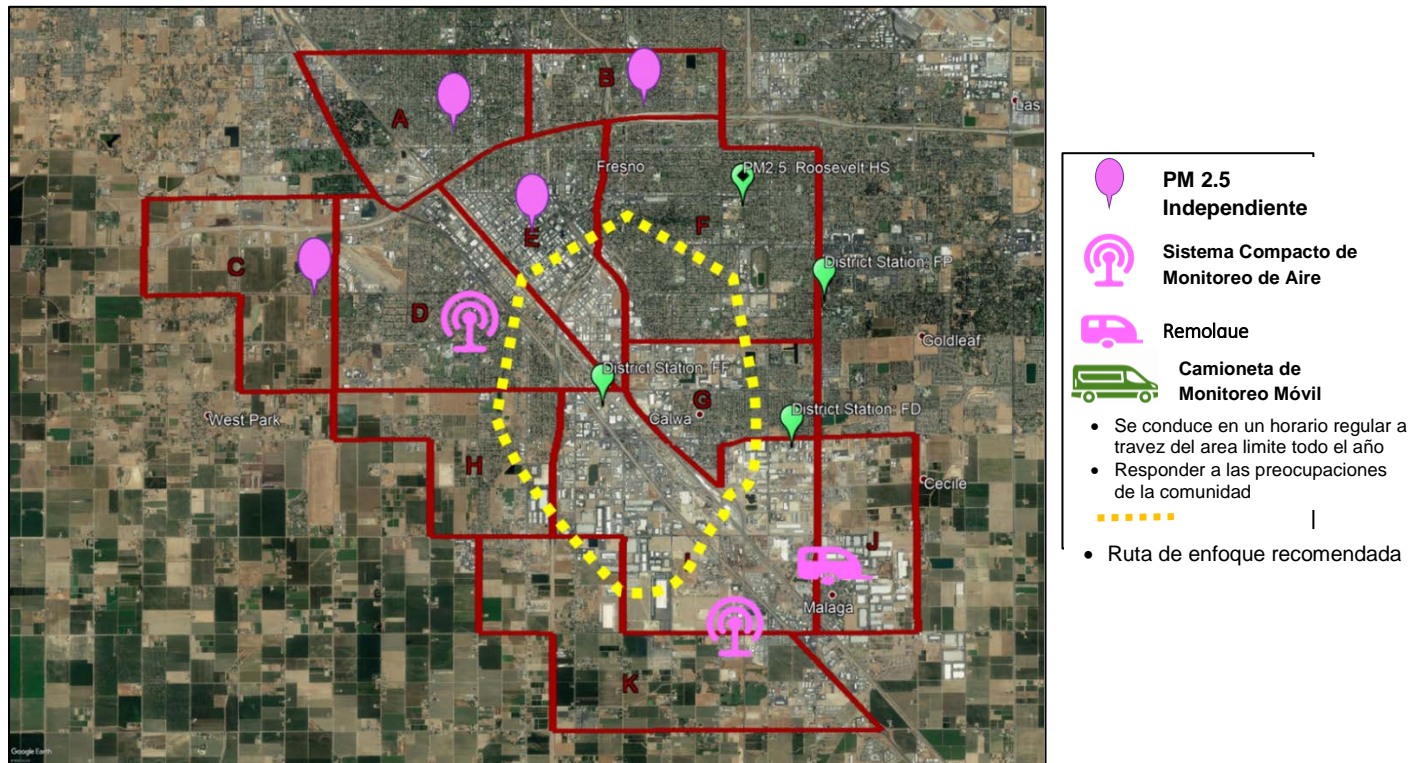 A
B
Las
Fresno
PM2.5: Roosevelt HS
F
E
C
District Station: FP
D
Goldleaf
District Station: FF
G
West Park
Calwa
District Station: FD
H
Cecile
J
Malaga
K
Google Earth
PM 2.5
Independiente
Sistema Compacto de
Monitoreo de Aire
Remolque
Camioneta de
Monitoreo Móvil
• Se conduce en un horario regular a
travez del area limite todo el año
• Responder a las preocupaciones
de la comunidad
• Ruta de enfoque recomendada